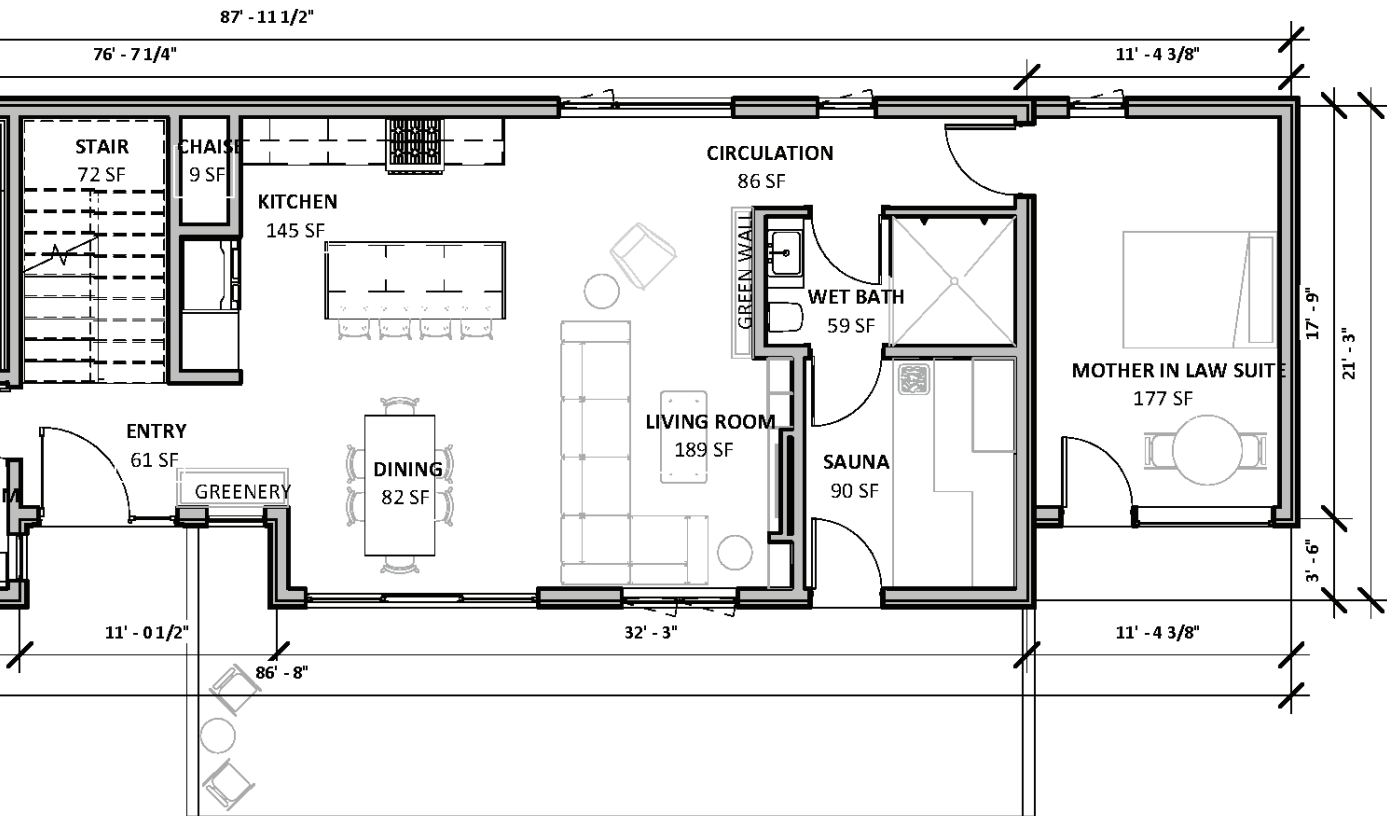 87' - 11 1/2"
76' - 7 1/4"
11' - 4 3/8"
STAIR
72 SF
CHAISE
9 SF
KITCHEN
145 SF
CIRCULATION
86 SF
GREEN WALL
WET BATH
59 SF
MOTHER IN LAW SUITE
177 SF
17' - 9"
21' - 3"
ENTRY
61 SF
GREENERY
DINING
82 SF
LIVING ROOM
189 SF
SAUNA
90 SF
M
3' - 6"
11' - 0 1/2"
32' - 3"
11' - 4 3/8"
86' - 8"